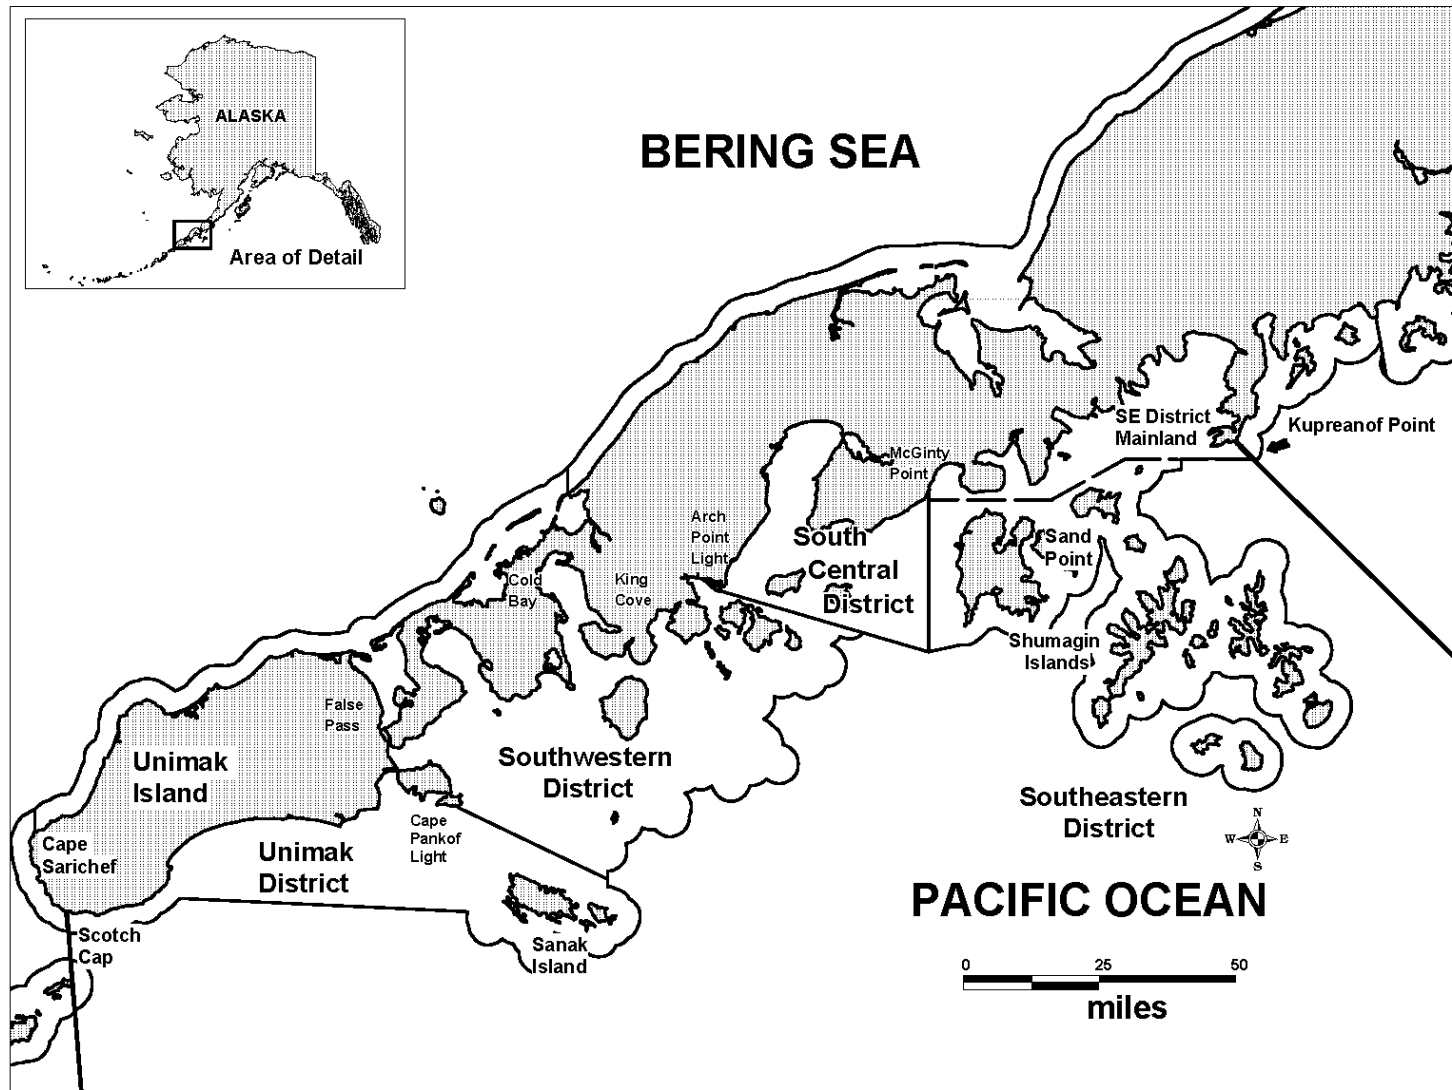 ALASKA
Area of Detail
BERING SEA
SE District
Mainland
Kupreanof Point
McGinty
Point
Arch
Point
Light
South
Central
District
Sand
Point
Cold
Bay
King
Cove
Shumagin
Islands
False
Pass
Unimak
Island
Southwestern
District
Southeastern
District
Cape
Sarichef
Cape
Pankof
Light
Unimak
District
N
W E
S
PACIFIC OCEAN
Scotch
Cap
Sanak
Island
0 25 50
miles